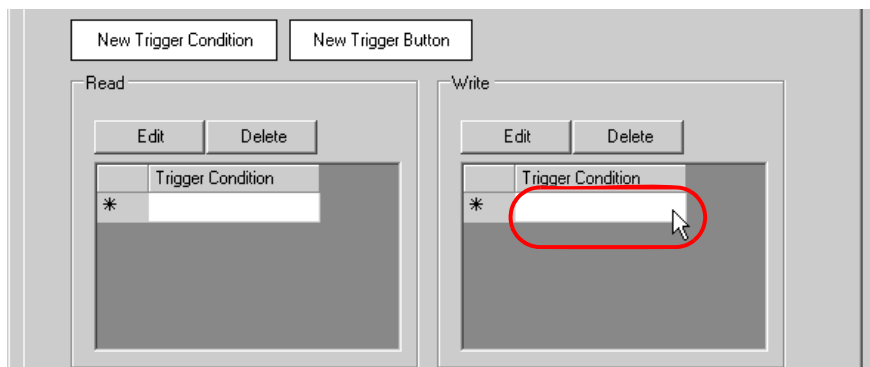 New Trigger Condition New Trigger Button
Read Write
Edit Delete Edit Delete
Trigger Condition Trigger Condition
* *